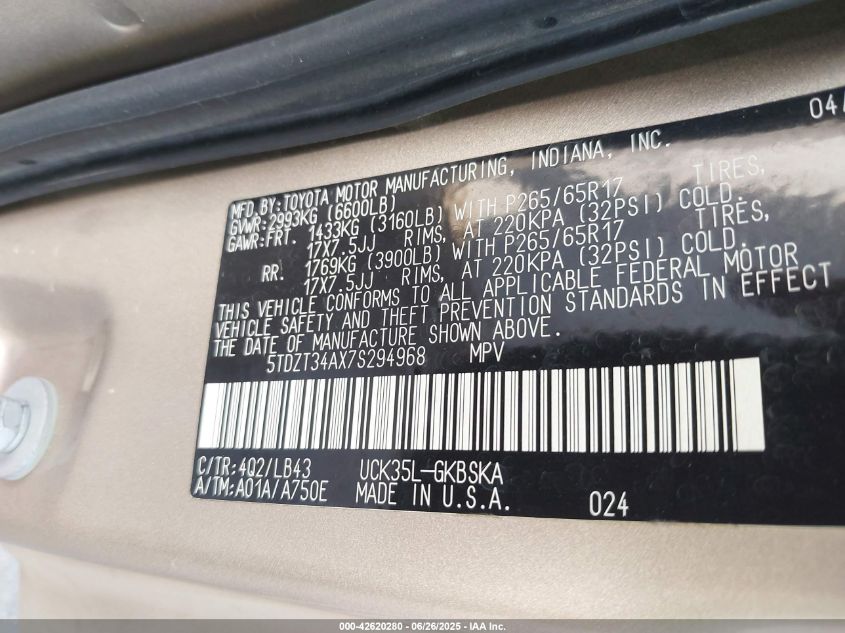 04/
MFD.BY:TOYOTA MOTOR MANUFACTURING, INDIANA, INC.
GVWR:2993KG (6600LB)
GAWR:FRT. 1433KG (3160LB) WITH P265/65R17 TIRES,
17X7.5JJ RIMS, AT 220KPA (32PSI) COLD.
RR. 1769KG (3900LB) WITH P265/65R17 TIRES,
17X7.5JJ RIMS, AT 220KPA (32PSI) COLD.
THIS VEHICLE CONFORMS TO ALL APPLICABLE FEDERAL MOTOR
VEHICLE SAFETY AND THEFT PREVENTION STANDARDS IN EFFECT
THE DATE OF MANUFACTURE SHOWN ABOVE.
5TDZT34AX7S294968 MPV
C/TR:4Q2/LB43 UCK35L-GKBSKA
A/TM:A01A/A750E MADE IN U.S.A. 024
000-42620280 - 06/26/2025 - IAA Inc.